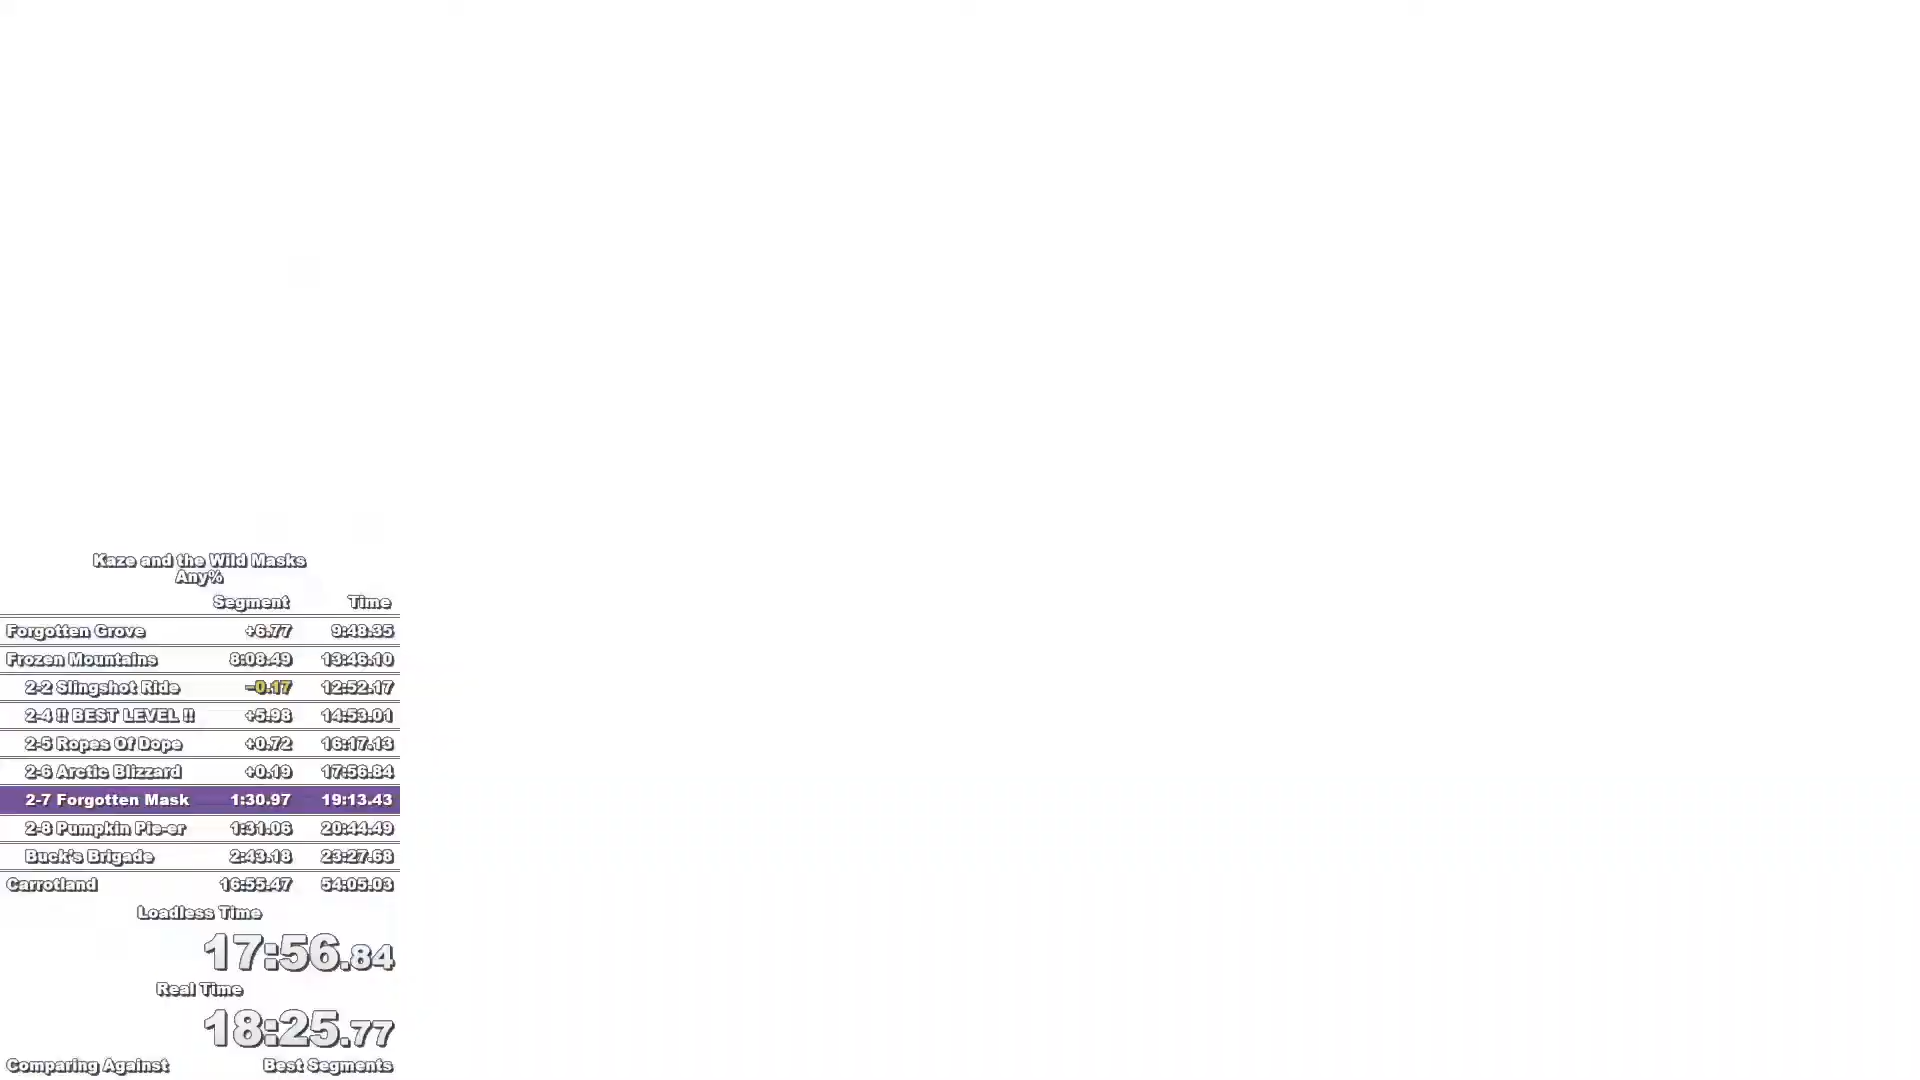 Kaze and the Wild Masks
Any%
Segment Time
Forgotten Grove +6.77 9:48.35
Frozen Mountains 8:08.49 13:46.10
2-2 Slingshot Ride -0.17 12:52.17
2-4 !! BEST LEVEL !! +5.98 14:53.01
2-5 Ropes Of Dope +0.72 16:17.13
2-6 Arctic Blizzard +0.19 17:56.84
2-7 Forgotten Mask 1:30.97 19:13.43
2-8 Pumpkin Pie-er 1:31.06 20:44.49
Buck's Brigade 2:43.18 23:27.68
Carrotland 16:55.47 54:05.03
Loadless Time
17:56.84
Real Time
18:25.77
Comparing Against Best Segments